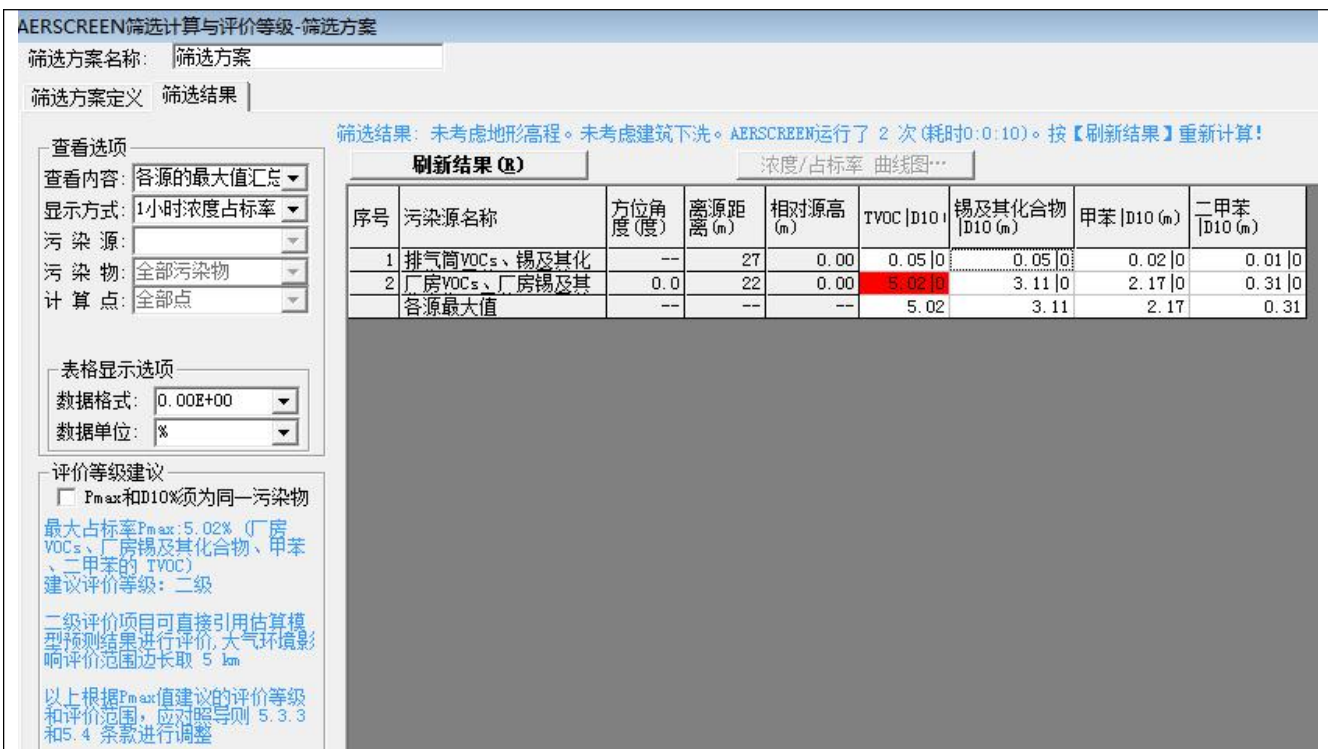 AERSCREEN筛选计算与评价等级-筛选方案
筛选方案名称: 筛选方案
筛选方案定义 筛选结果
筛选结果: 未考虑地形高程。未考虑建筑下洗。AERSCREEN运行了 2 次(耗时0:0:10)。按【刷新结果】重新计算!
查看选项
查看内容: 各源的最大值汇总
显示方式: 1小时浓度占标率
污 染 源:
污 染 物: 全部污染物
计 算 点: 全部点
表格显示选项
数据格式: 0.00E+00
数据单位: %
评价等级建议
Pmax和D10%须为同一污染物
最大占标率Pmax:5.02% (厂房
VOCs、厂房锡及其化合物、甲苯
、二甲苯的 TVOC)
建议评价等级: 二级
二级评价项目可直接引用估算模
型预测结果进行评价,大气环境影
响评价范围边长取 5 km
以上根据Pmax值建议的评价等级
和评价范围, 应对照导则 5.3.3
和5.4 条款进行调整
刷新结果(R) 浓度/占标率 曲线图…
序号 污染源名称 方位角度(度) 离源距离(m) 相对源高(m) TVOC|D10 锡及其化合物|D10(m) 甲苯|D10(m) 二甲苯|D10(m)
1 排气筒VOCs、锡及其化 -- 27 0.00 0.05|0 0.05|0 0.02|0 0.01|0
2 厂房VOCs、厂房锡及其 0.0 22 0.00 5.02|0 3.11|0 2.17|0 0.31|0
各源最大值 -- -- -- 5.02 3.11 2.17 0.31